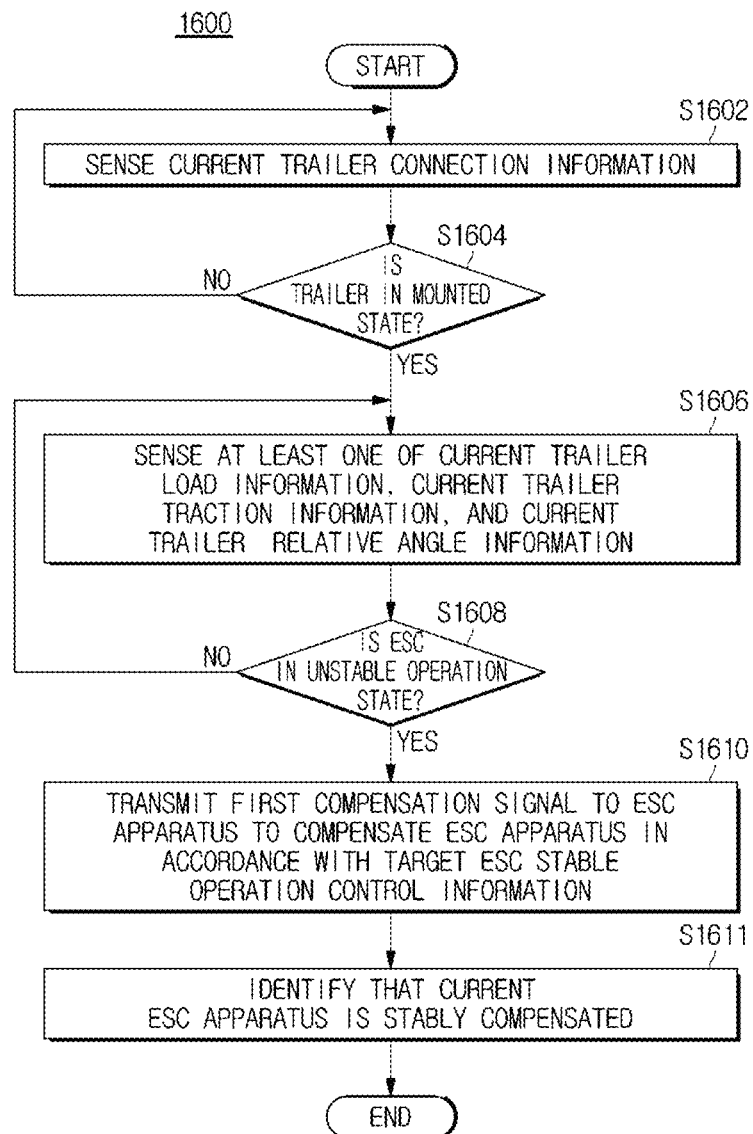 1600
START
S1602
SENSE CURRENT TRAILER CONNECTION INFORMATION
S1604
IS
TRAILER IN MOUNTED
STATE?
NO
YES
S1606
SENSE AT LEAST ONE OF CURRENT TRAILER
LOAD INFORMATION, CURRENT TRAILER
TRACTION INFORMATION, AND CURRENT
TRAILER RELATIVE ANGLE INFORMATION
S1608
IS ESC
IN UNSTABLE OPERATION
STATE?
NO
YES
S1610
TRANSMIT FIRST COMPENSATION SIGNAL TO ESC
APPARATUS TO COMPENSATE ESC APPARATUS IN
ACCORDANCE WITH TARGET ESC STABLE
OPERATION CONTROL INFORMATION
S1611
IDENTIFY THAT CURRENT
ESC APPARATUS IS STABLY COMPENSATED
END